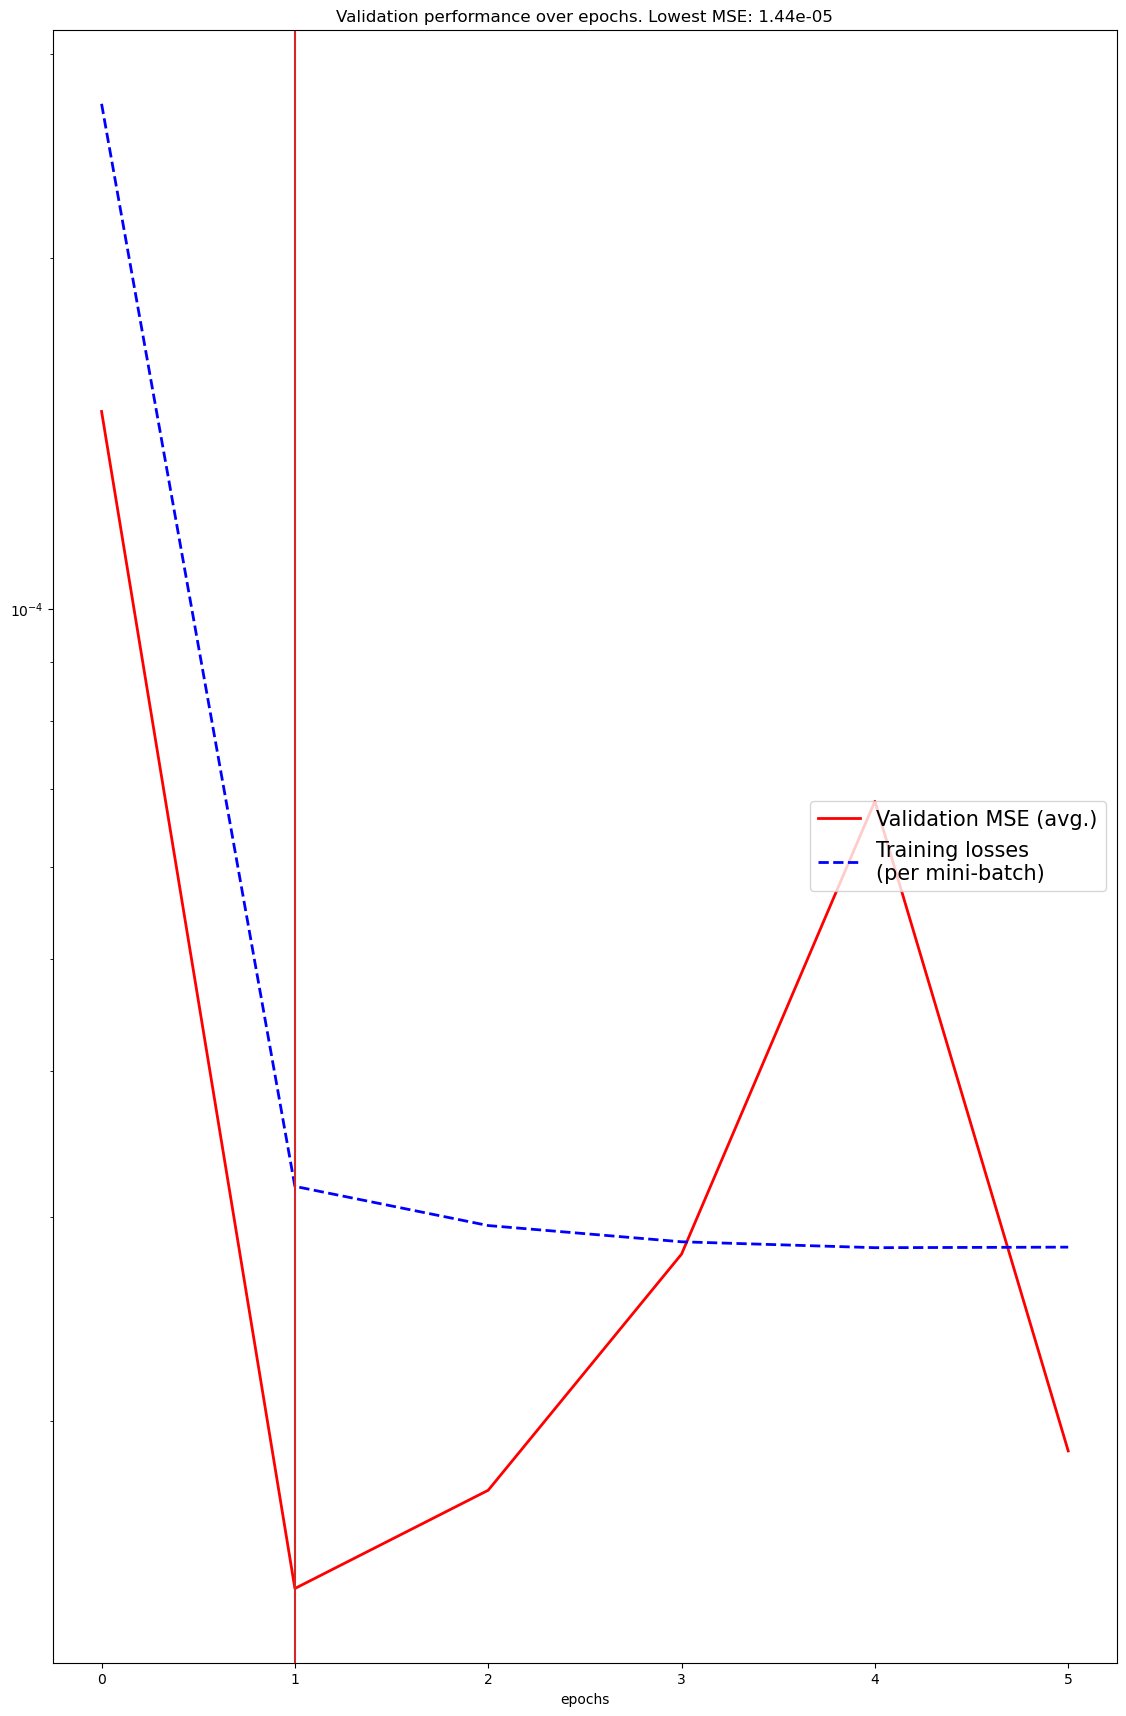 Validation performance over epochs. Lowest MSE: 1.44e-05
10⁻⁴
Validation MSE (avg.)
Training losses
(per mini-batch)
0 1 2 3 4 5
epochs